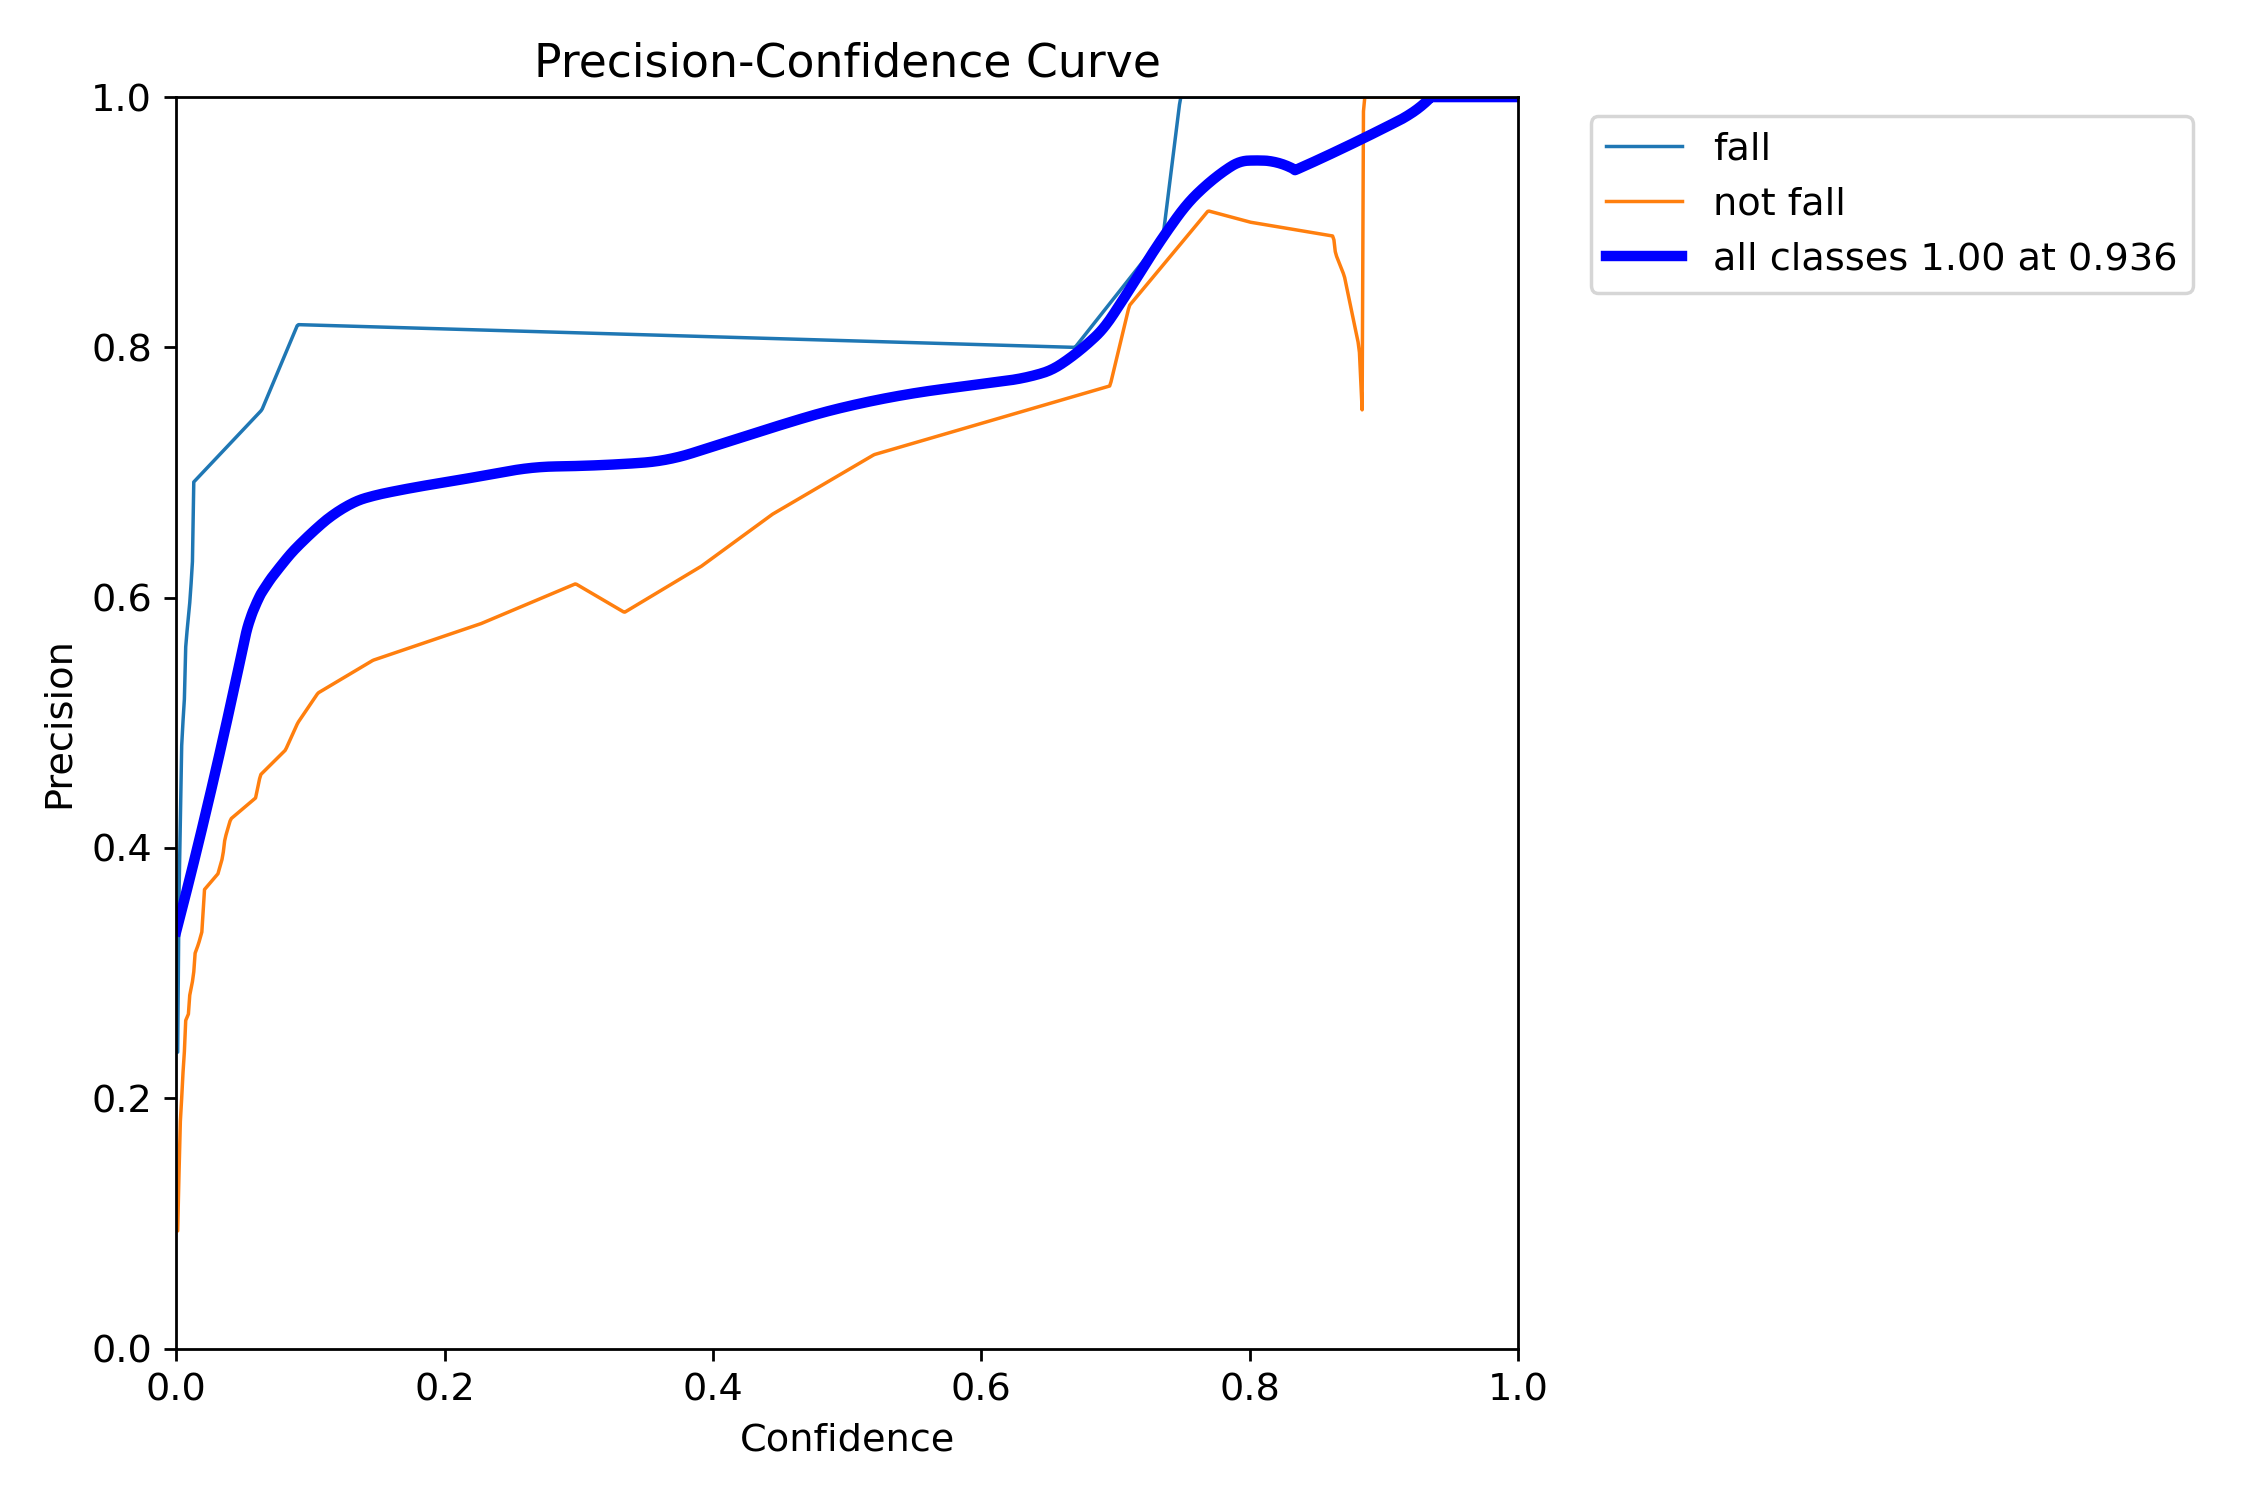 Precision-Confidence Curve
1.0
0.8
0.6
0.4
0.2
0.0
Precision
0.0 0.2 0.4 0.6 0.8 1.0
Confidence
fall
not fall
all classes 1.00 at 0.936